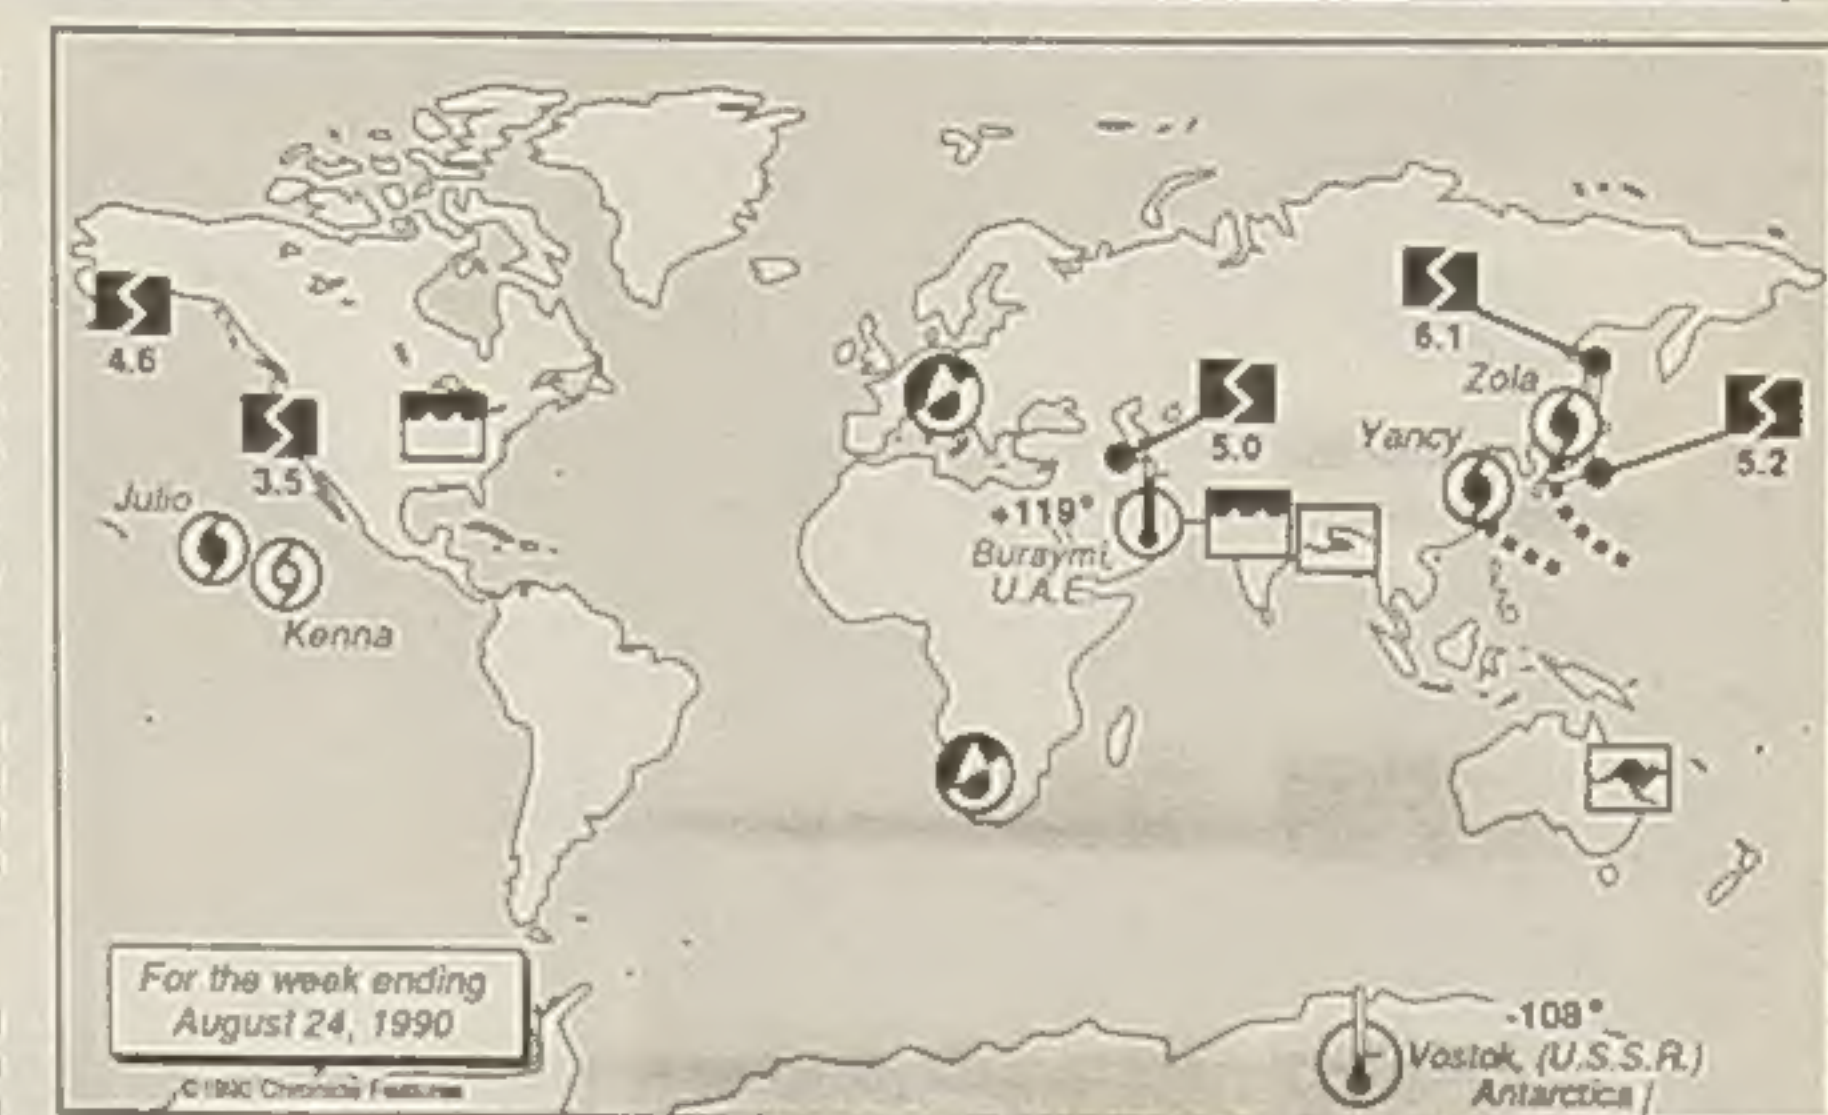 4.6
3.5
Julio
Kenna
+119°
Buraymi,
U.A.E.
5.0
6.1
Zola
Yancy
5.2
For the week ending
August 24, 1990
©1990 Chronicle Features
-108°
Vostok, (U.S.S.R.)
Antarctica